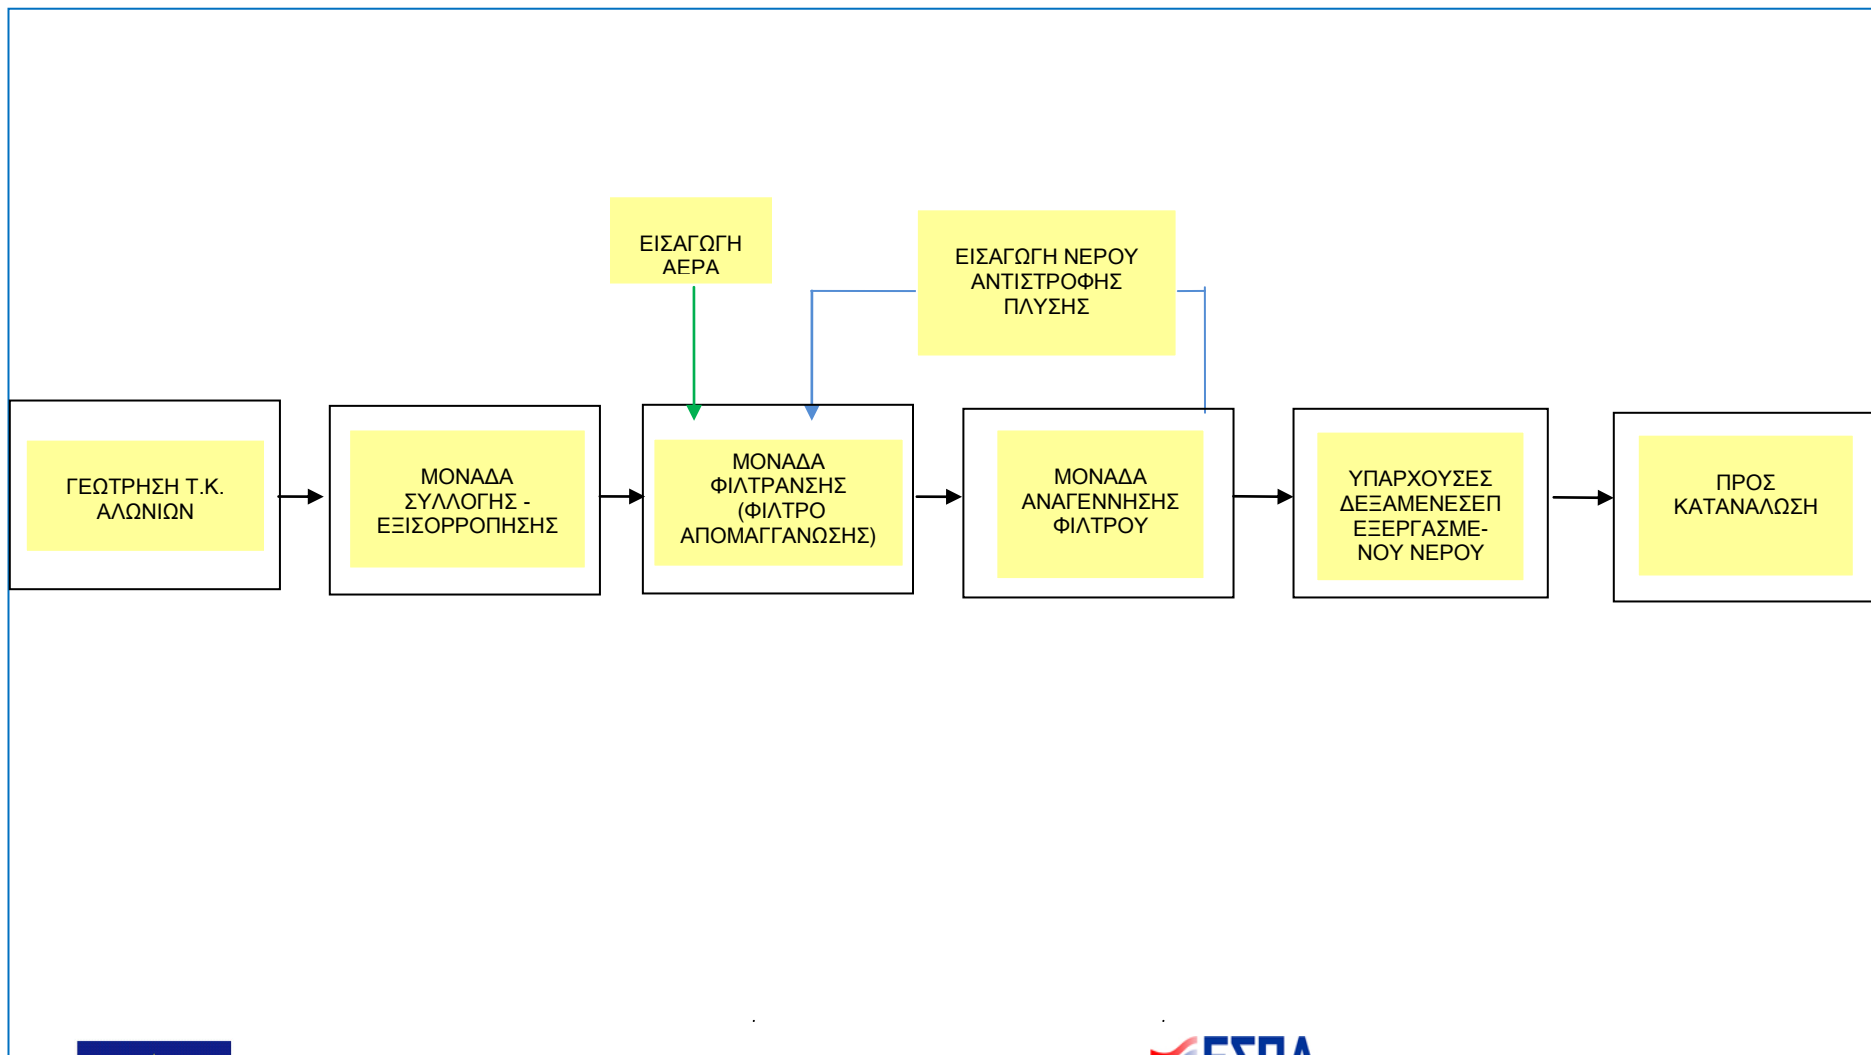 ΕΙΣΑΓΩΓΗ
ΑΕΡΑ
ΕΙΣΑΓΩΓΗ ΝΕΡΟΥ
ΑΝΤΙΣΤΡΟΦΗΣ
ΠΛΥΣΗΣ
ΓΕΩΤΡΗΣΗ Τ.Κ.
ΑΛΩΝΙΩΝ
ΜΟΝΑΔΑ
ΣΥΛΛΟΓΗΣ -
ΕΞΙΣΟΡΡΟΠΗΣΗΣ
ΜΟΝΑΔΑ
ΦΙΛΤΡΑΝΣΗΣ
(ΦΙΛΤΡΟ
ΑΠΟΜΑΓΓΑΝΩΣΗΣ)
ΜΟΝΑΔΑ
ΑΝΑΓΕΝΝΗΣΗΣ
ΦΙΛΤΡΟΥ
ΥΠΑΡΧΟΥΣΕΣ
ΔΕΞΑΜΕΝΕΣΕΠ
ΕΞΕΡΓΑΣΜΕ-
ΝΟΥ ΝΕΡΟΥ
ΠΡΟΣ
ΚΑΤΑΝΑΛΩΣΗ
ΕΣΠΑ